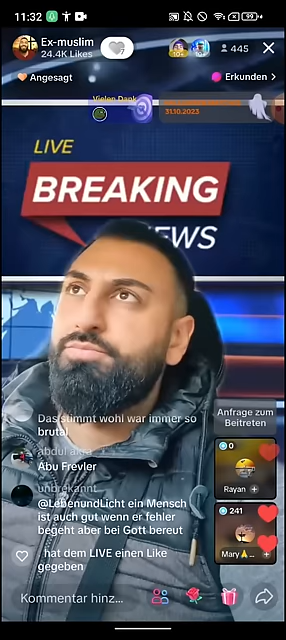 11:32
99+
Ex-muslim
24.4K Likes
445
Angesagt
Erkunden >
Vielen Dank
31.10.2023
LIVE
BREAKING
NEWS
Das stimmt wohl war immer so
brutal
abdul akra
Abu Frevler
unbrekannt
@LebenundLicht ein Mensch
ist auch gut wenn er fehler
begeht aber bei Gott bereut
hat dem LIVE einen Like
gegeben
Anfrage zum
Beitreten
0
Rayan +
241
Mary
Kommentar hinz...